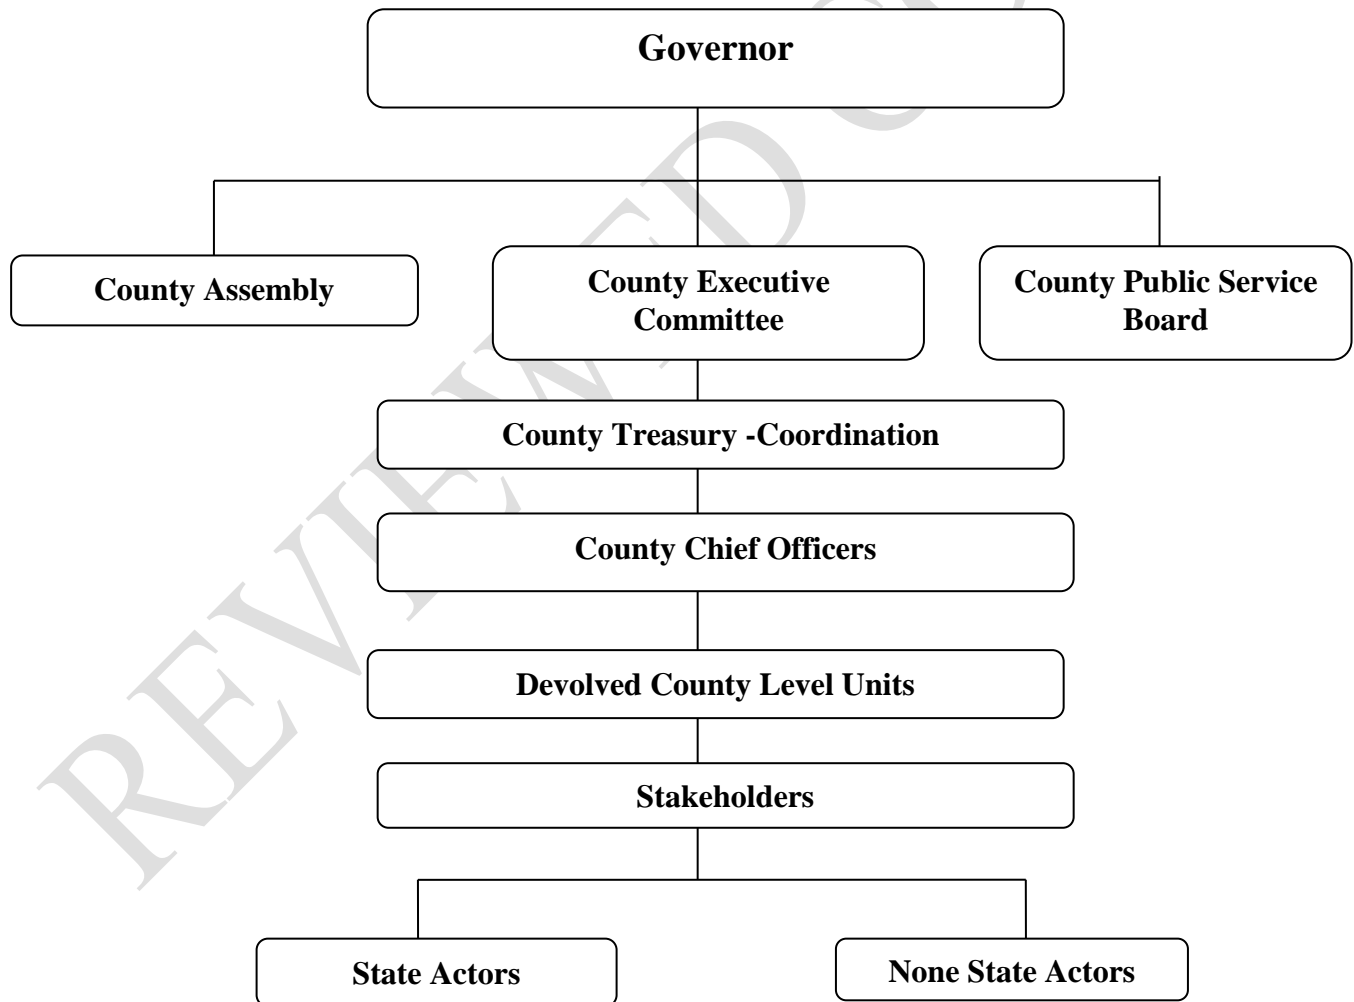 Governor
County Assembly
County Executive
Committee
County Public Service
Board
County Treasury -Coordination
County Chief Officers
Devolved County Level Units
Stakeholders
State Actors
None State Actors
REVIEWED